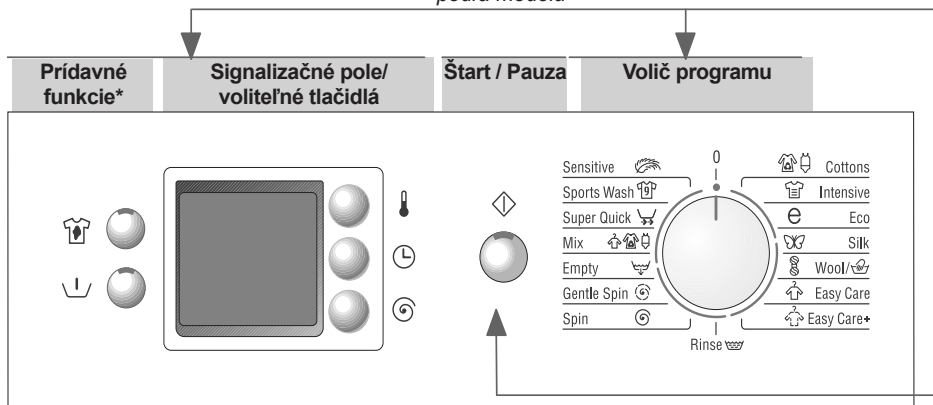 podľa modelu
Prídavné
funkcie*
Signalizačné pole/
voliteľné tlačidlá
Štart / Pauza
Volič programu
0
Sensitive
Sports Wash
9
Super Quick
Mix
Empty
Gentle Spin
Spin
Cottons
Intensive
e Eco
Silk
Wool/
Easy Care
Easy Care+
Rinse